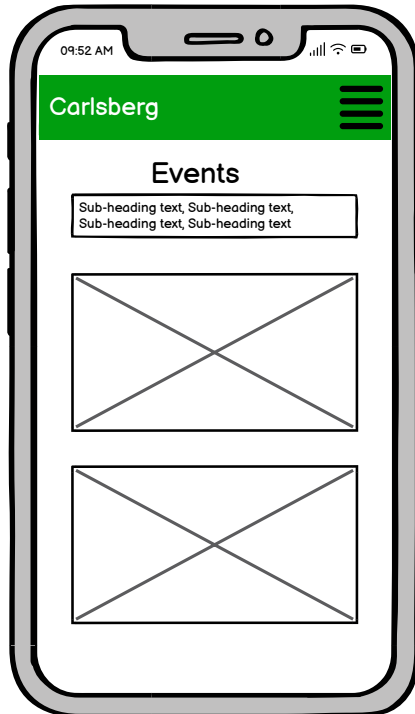 09:52 AM
Carlsberg
Events
Sub-heading text, Sub-heading text,
Sub-heading text, Sub-heading text